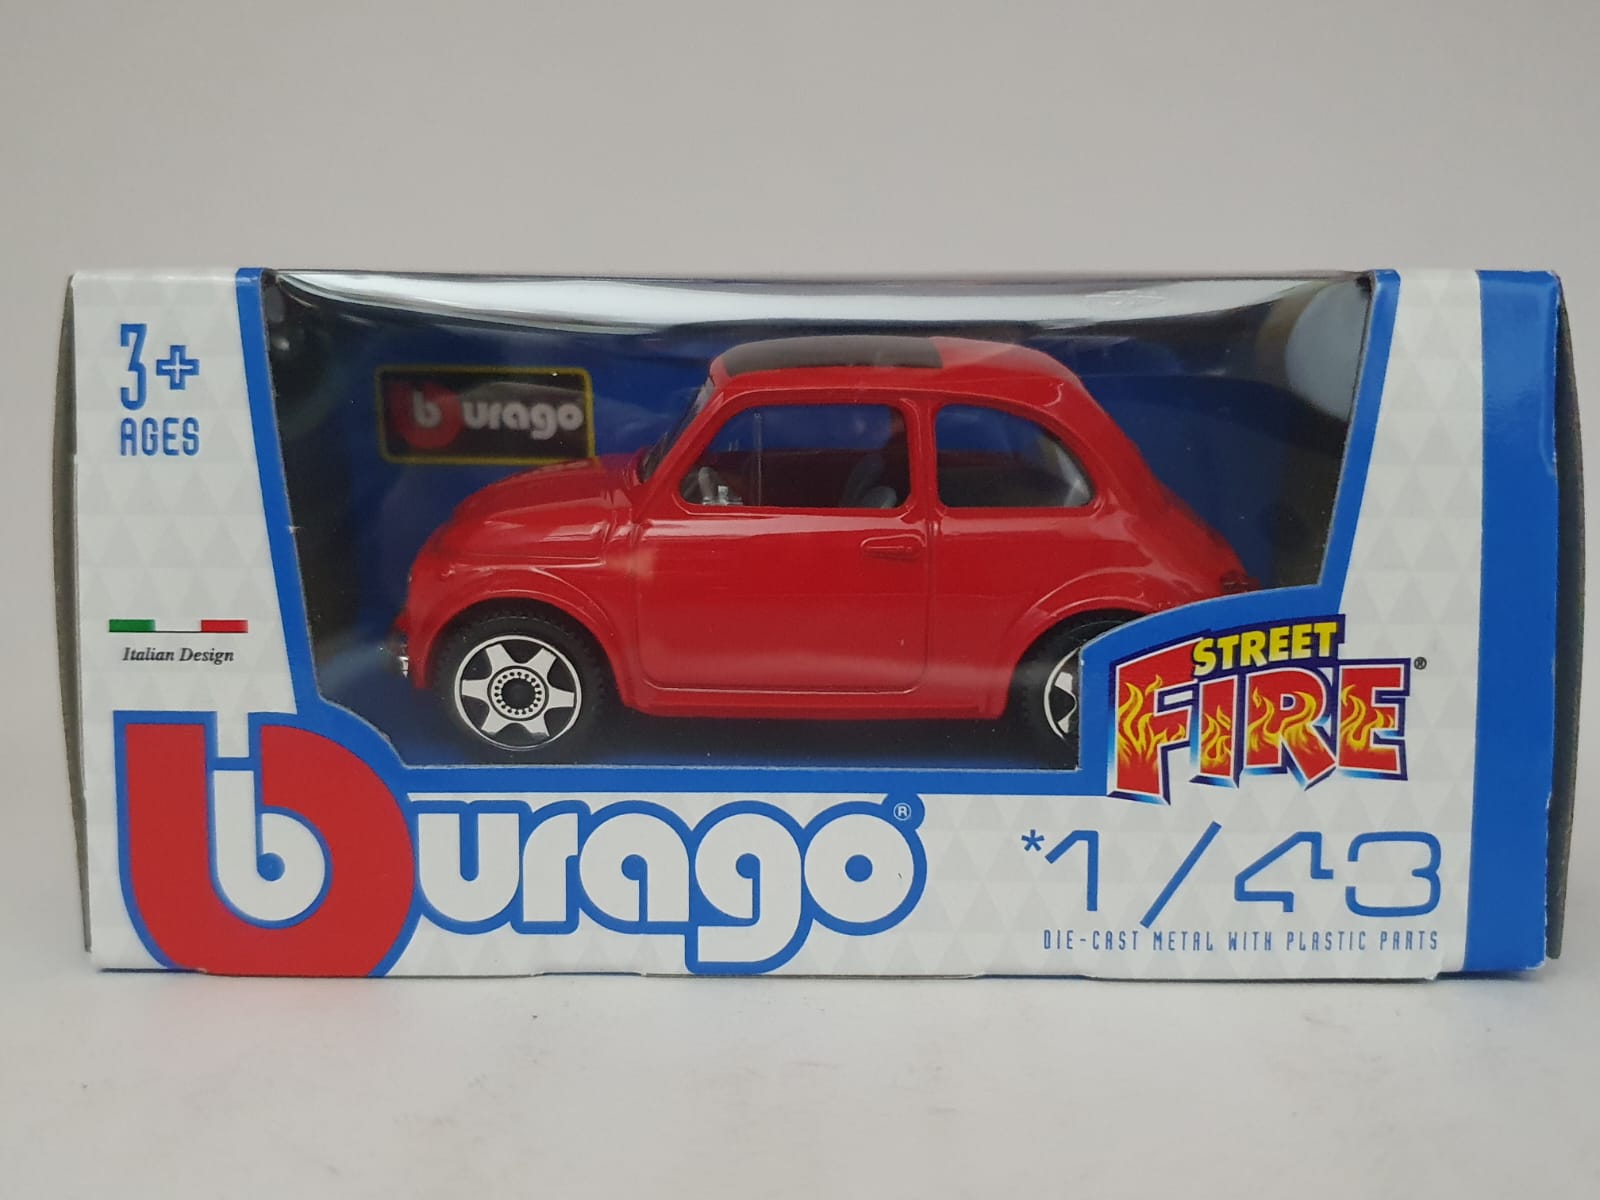 3+
AGES
burago
Italian Design
STREET
FIRE®
burago®
*1/43
DIE-CAST METAL WITH PLASTIC PARTS